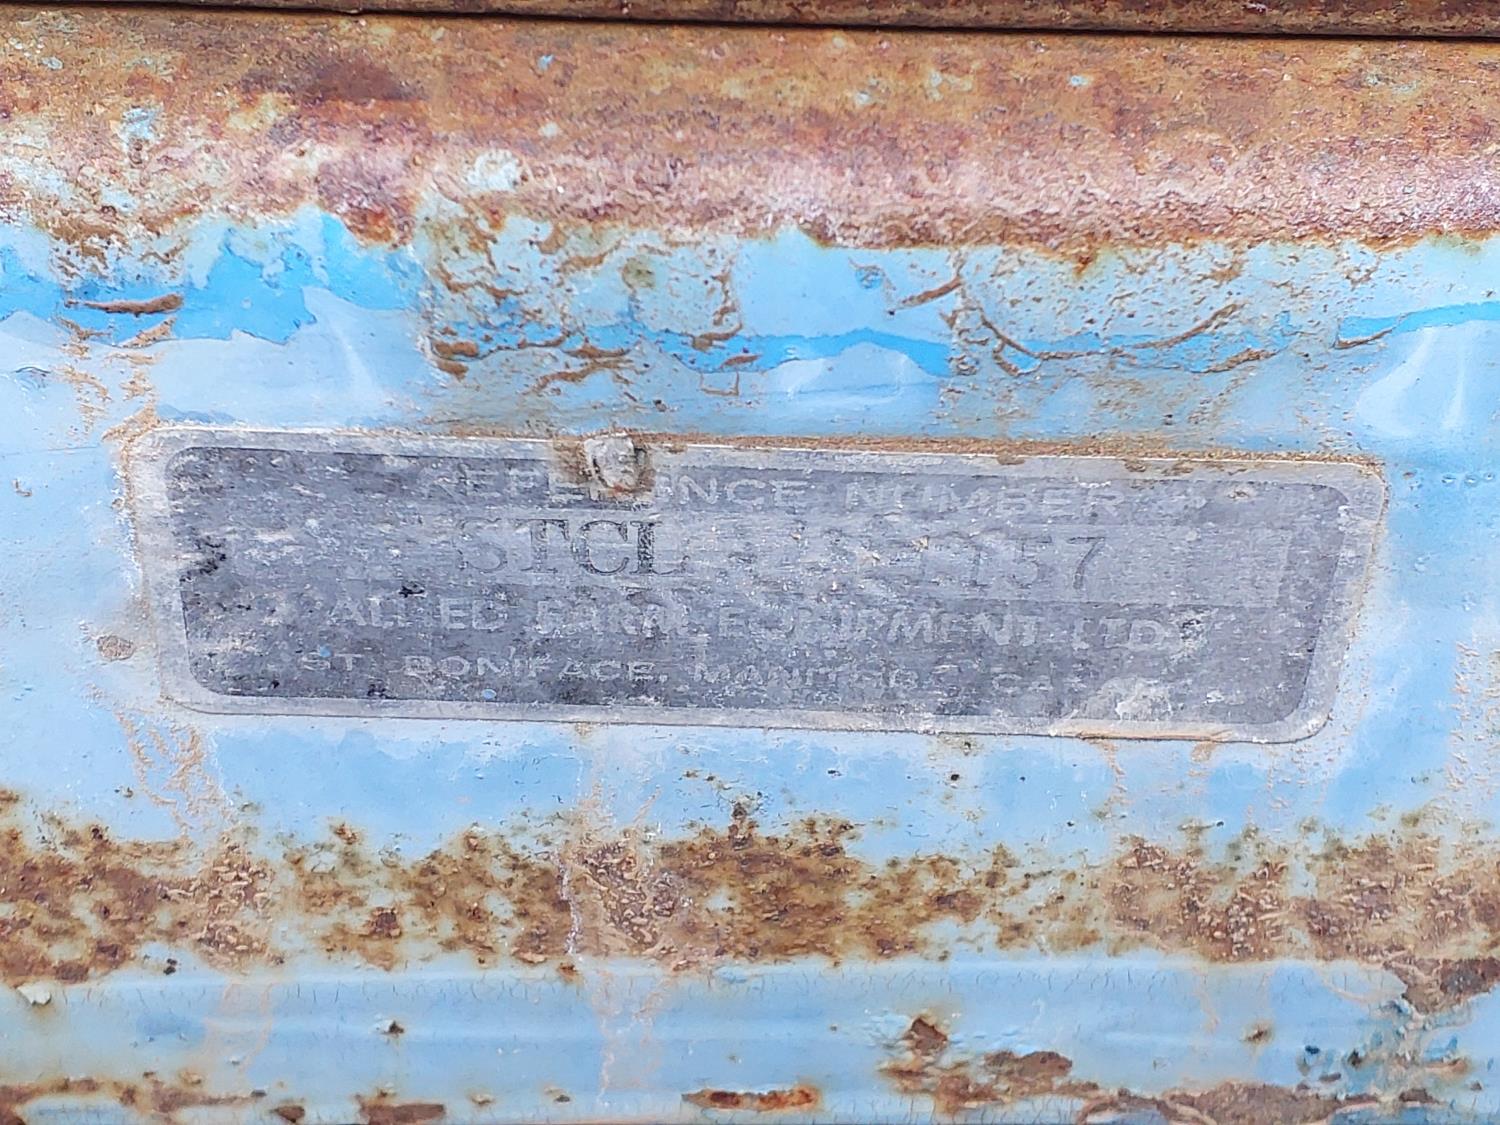 REFERENCE NUMBER
STCL
ALLIED FARM EQUIPMENT LTD
ST. BONIFACE, MANITOBA